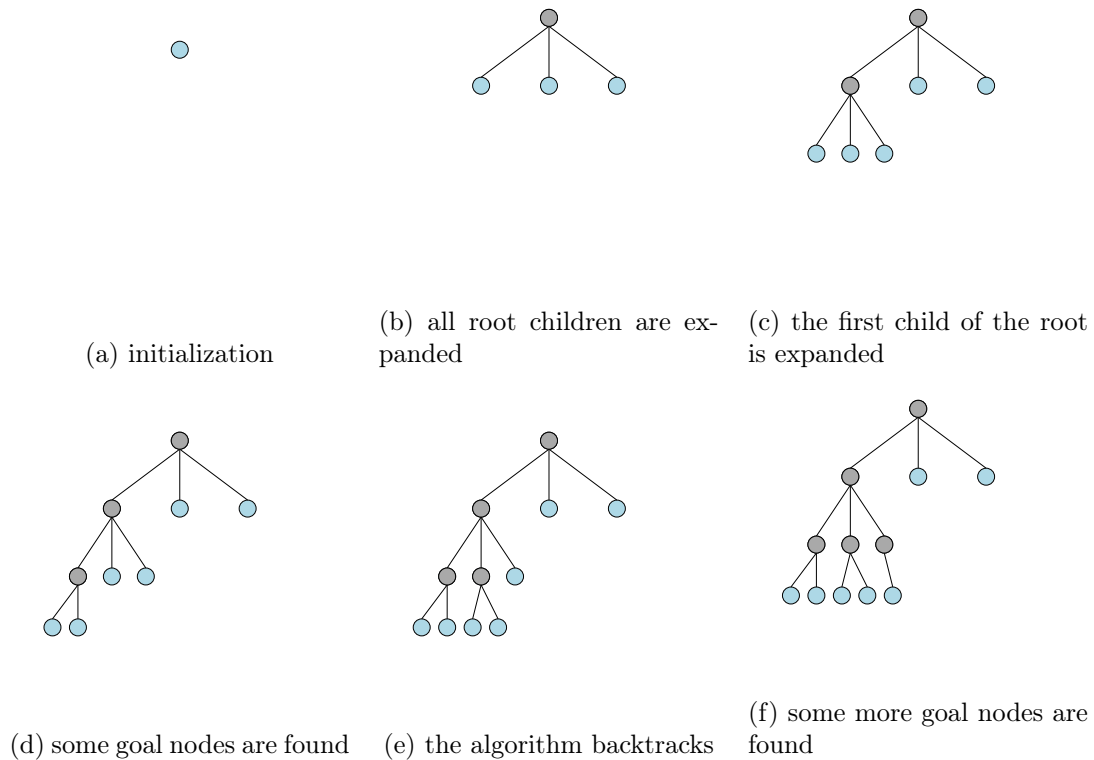 (a) initialization
(b) all root children are ex-
panded
(c) the first child of the root
is expanded
(d) some goal nodes are found
(e) the algorithm backtracks
(f) some more goal nodes are
found